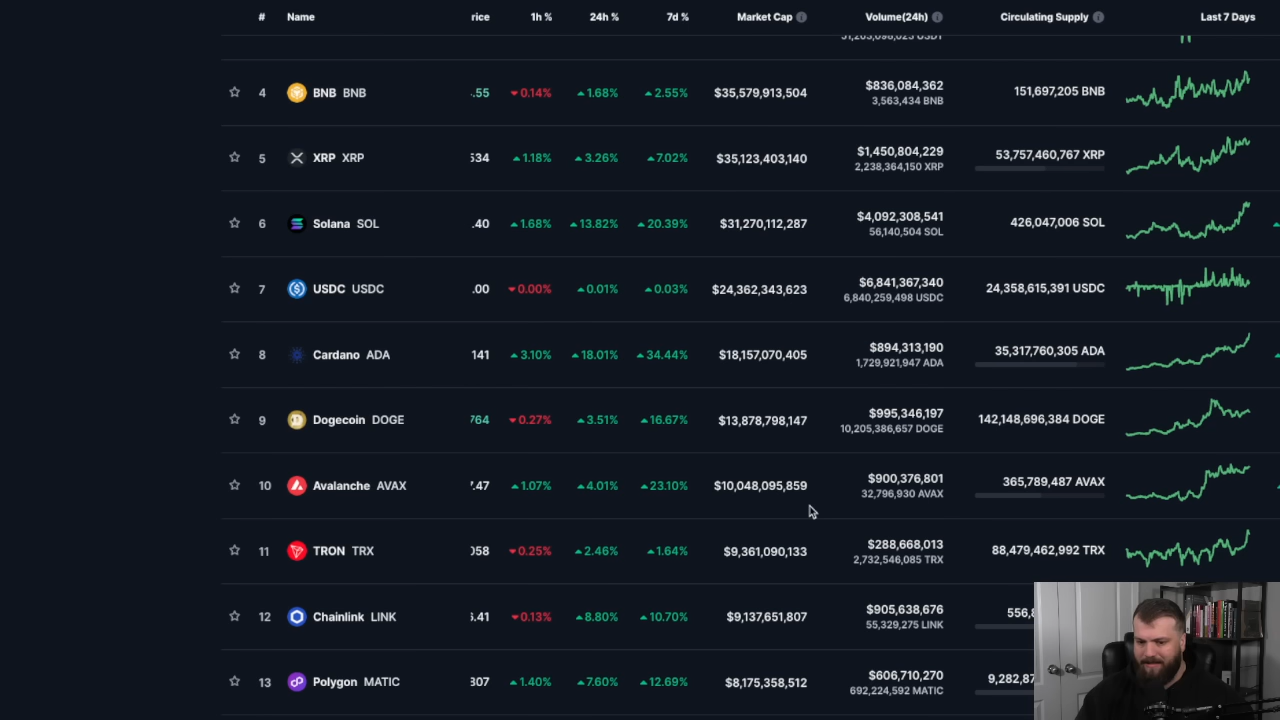 # Name rice 1h % 24h % 7d % Market Cap Volume(24h) Circulating Supply Last 7 Days
4 BNB BNB .55 0.14% 1.68% 2.55% $35,579,913,504 $836,084,362 151,697,205 BNB
3,563,434 BNB
5 XRP XRP 534 1.18% 3.26% 7.02% $35,123,403,140 $1,450,804,229 53,757,460,767 XRP
2,238,364,150 XRP
6 Solana SOL .40 1.68% 13.82% 20.39% $31,270,112,287 $4,092,308,541 426,047,006 SOL
56,140,504 SOL
7 USDC USDC .00 0.00% 0.01% 0.03% $24,362,343,623 $6,841,367,340 24,358,615,391 USDC
6,840,259,498 USDC
8 Cardano ADA 141 3.10% 18.01% 34.44% $18,157,070,405 $894,313,190 35,317,760,305 ADA
1,729,921,947 ADA
9 Dogecoin DOGE 764 0.27% 3.51% 16.67% $13,878,798,147 $995,346,197 142,148,696,384 DOGE
10,205,386,657 DOGE
10 Avalanche AVAX .47 1.07% 4.01% 23.10% $10,048,095,859 $900,376,801 365,789,487 AVAX
32,796,930 AVAX
11 TRON TRX 058 0.25% 2.46% 1.64% $9,361,090,133 $288,668,013 88,479,462,992 TRX
2,732,546,085 TRX
12 Chainlink LINK .41 0.13% 8.80% 10.70% $9,137,651,807 $905,638,676 556,8
55,329,275 LINK
13 Polygon MATIC 307 1.40% 7.60% 12.69% $8,175,358,512 $606,710,270 9,282,87
692,224,592 MATIC